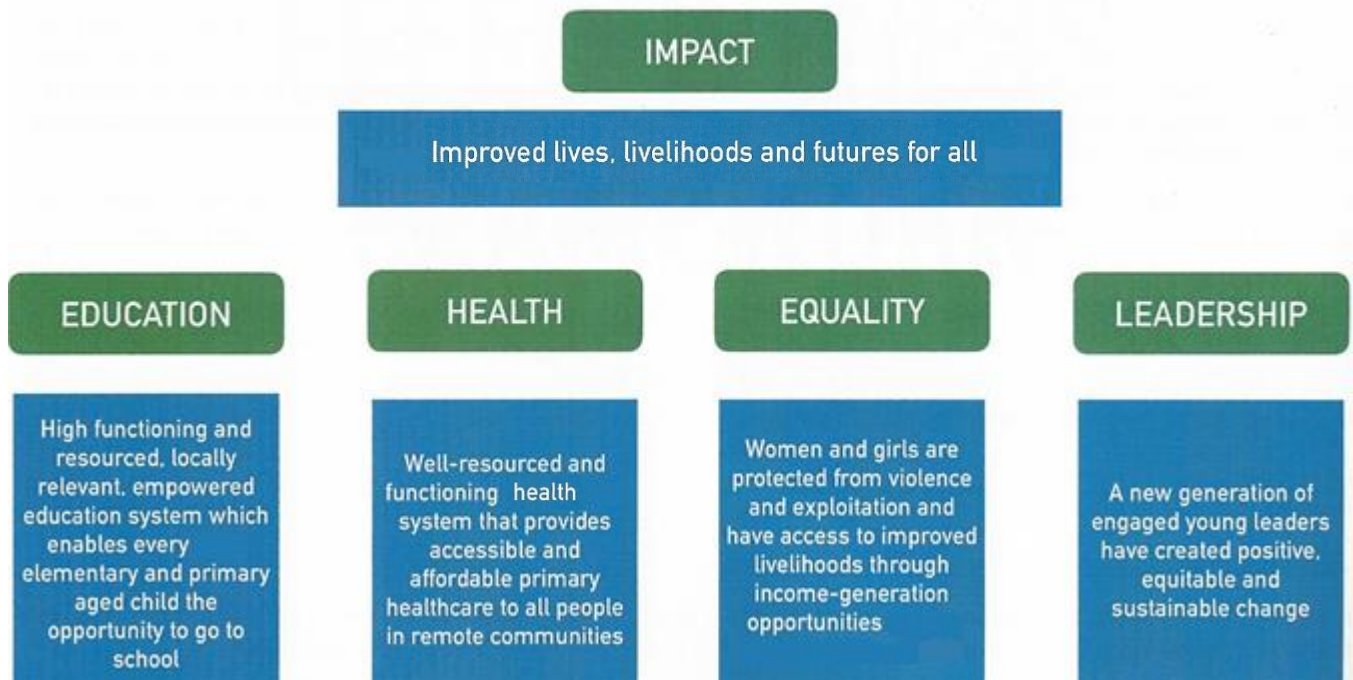 IMPACT
Improved lives, livelihoods and futures for all
EDUCATION
High functioning and
resourced, locally
relevant, empowered
education system which
enables every
elementary and primary
aged child the
opportunity to go to
school
HEALTH
Well-resourced and
functioning health
system that provides
accessible and
affordable primary
healthcare to all people
in remote communities
EQUALITY
Women and girls are
protected from violence
and exploitation and
have access to improved
livelihoods through
income-generation
opportunities
LEADERSHIP
A new generation of
engaged young leaders
have created positive,
equitable and
sustainable change